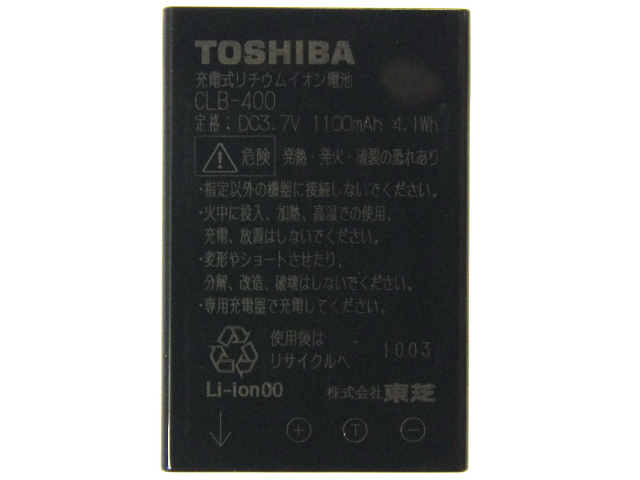 TOSHIBA
充電式リチウムイオン電池
CLB-400
定格：DC3.7V 1100mAh 4.1Wh
危険 発熱・発火・破裂の恐れあり
・指定以外の機器に接続しないでください。
・火中に投入、加熱、高温での使用、
充電、放置はしないでください。
・変形やショートさせたり、
分解、改造、破壊はしないでください。
・専用充電器で充電してください。
使用後は
リサイクルへ
1003
Li-ion00
株式会社 東芝
+ T −